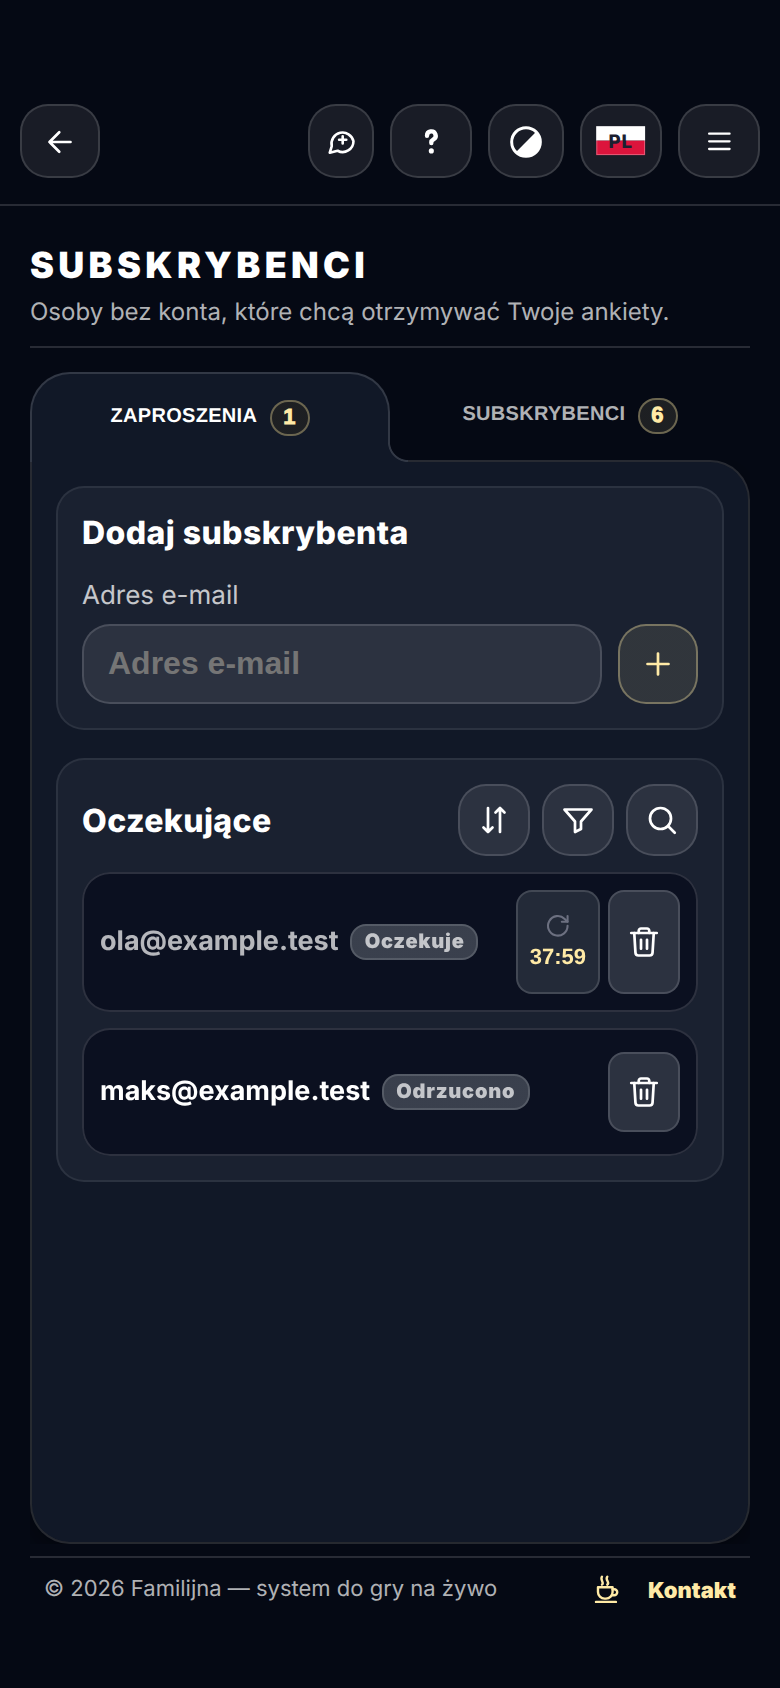 PL
SUBSKRYBENCI
Osoby bez konta, które chcą otrzymywać Twoje ankiety.
ZAPROSZENIA 1
SUBSKRYBENCI 6
Dodaj subskrybenta
Adres e-mail
Adres e-mail
Oczekujące
ola@example.test Oczekuje 37:59
maks@example.test Odrzucono
© 2026 Familijna — system do gry na żywo Kontakt